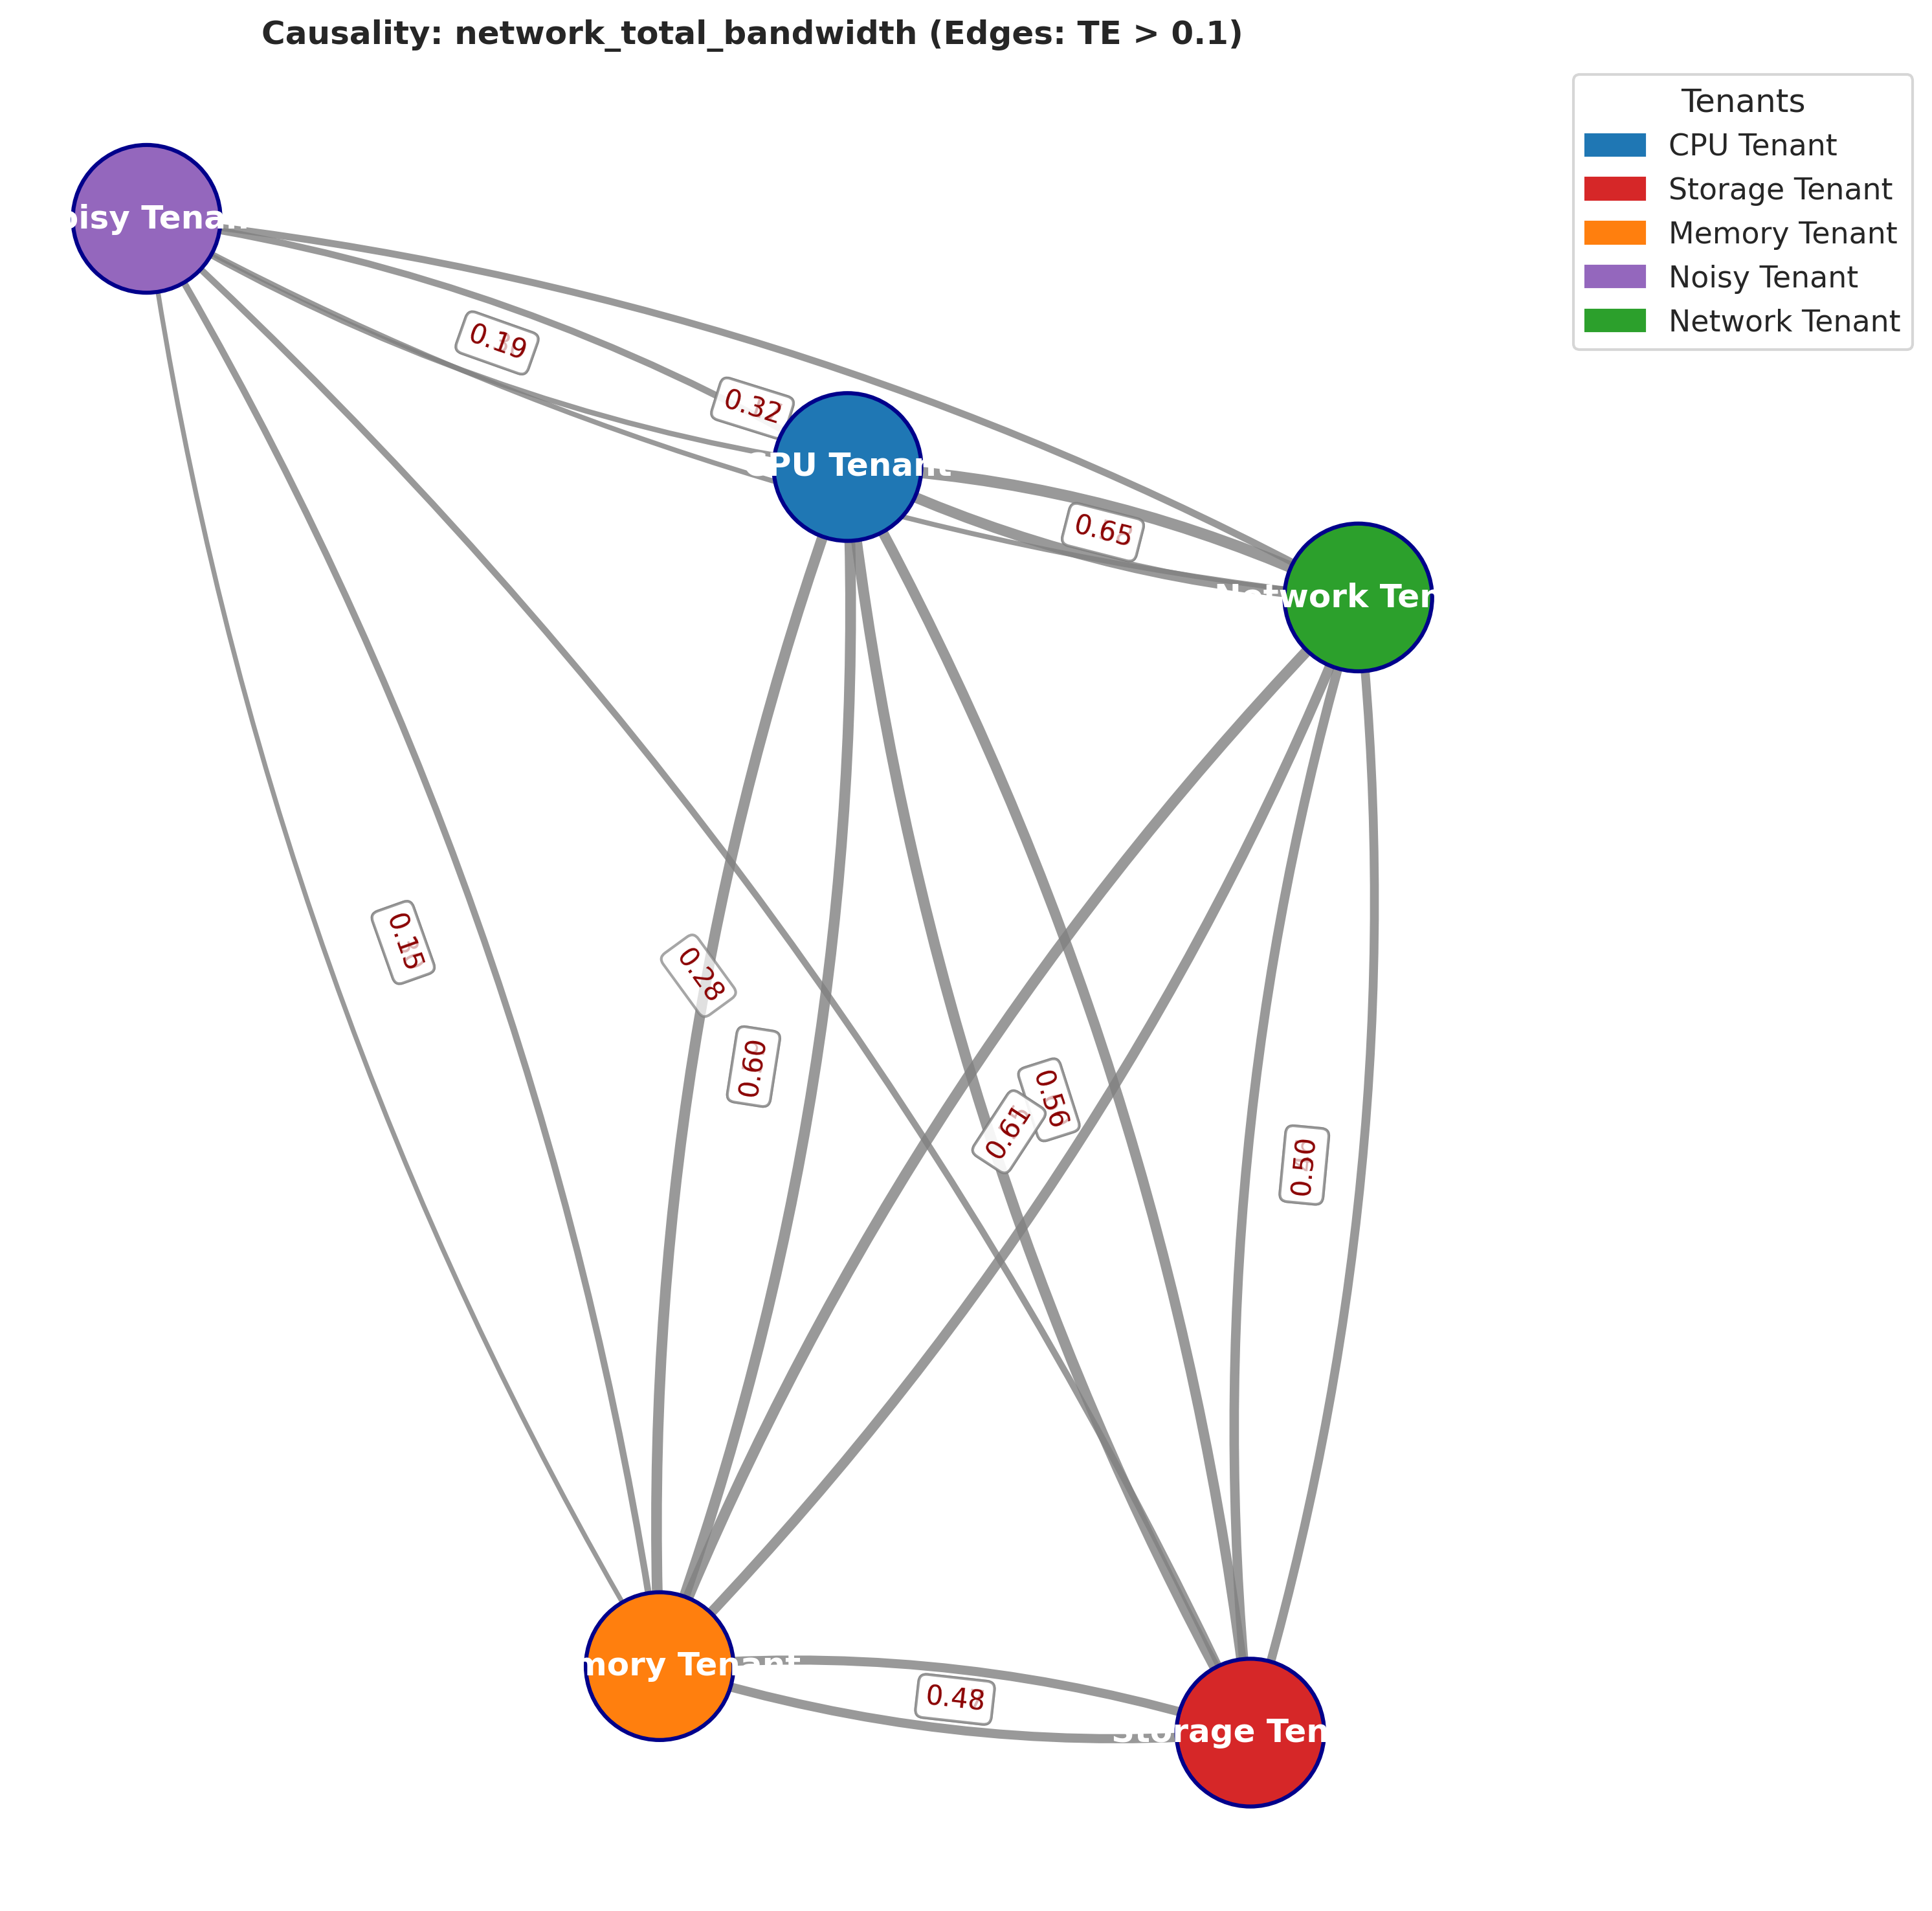 Causality: network_total_bandwidth (Edges: TE > 0.1)
Tenants
CPU Tenant
Storage Tenant
Memory Tenant
Noisy Tenant
Network Tenant
oisy Tena
0.19
0.32
CPU Tenant
0.65
Network Ten
0.15
0.28
0.60
0.56
0.61
0.50
mory Tenant
0.48
Storage Ten